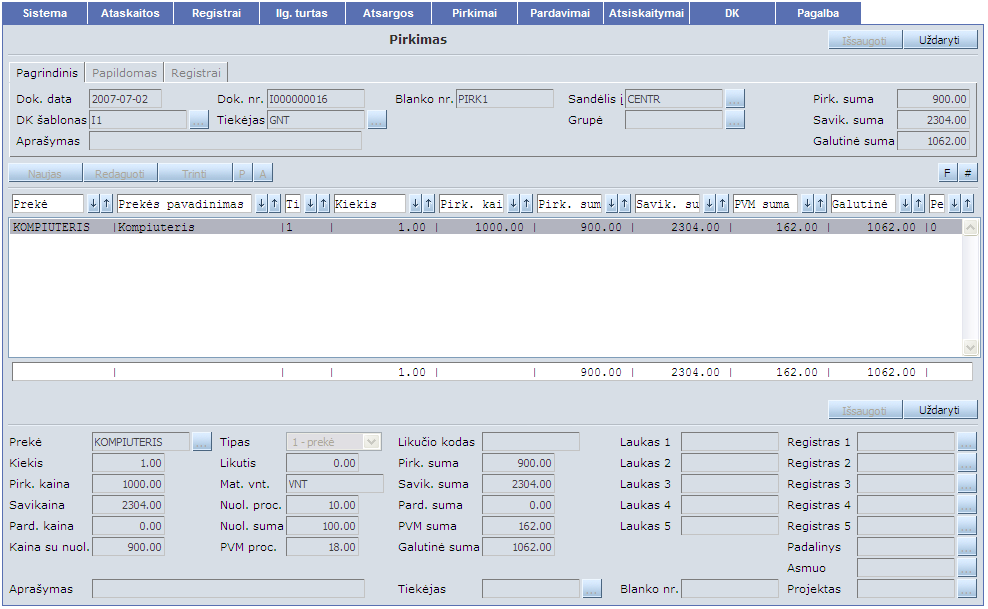 Sistema Ataskaitos Registrai Ilg. turtas Atsargos Pirkimai Pardavimai Atsiskaitymai DK Pagalba
Pirkimas Išsaugoti Uždaryti
Pagrindinis Papildomas Registrai
Dok. data 2007-07-02 Dok. nr. I000000016 Blanko nr. PIRK1 Sandėlis į CENTR ... Pirk. suma 900.00
DK šablonas I1 ... Tiekėjas GNT ... Grupė ... Savik. suma 2304.00
Aprašymas Galutinė suma 1062.00
Naujas Redaguoti Trinti P A F #
Prekė ↓ ↑ Prekės pavadinimas ↓ ↑ Ti ↓ ↑ Kiekis ↓ ↑ Pirk. kai ↓ ↑ Pirk. sum ↓ ↑ Savik. su ↓ ↑ PVM suma ↓ ↑ Galutinė ↓ ↑ Pe ↓ ↑
KOMPIUTERIS |Kompiuteris |1 | 1.00 | 1000.00 | 900.00 | 2304.00 | 162.00 | 1062.00 |0
| | | 1.00 | | 900.00 | 2304.00 | 162.00 | 1062.00 |
Išsaugoti Uždaryti
Prekė KOMPIUTERIS ... Tipas 1 - prekė Likučio kodas Laukas 1 Registras 1 ...
Kiekis 1.00 Likutis 0.00 Pirk. suma 900.00 Laukas 2 Registras 2 ...
Pirk. kaina 1000.00 Mat. vnt. VNT Savik. suma 2304.00 Laukas 3 Registras 3 ...
Savikaina 2304.00 Nuol. proc. 10.00 Pard. suma 0.00 Laukas 4 Registras 4 ...
Pard. kaina 0.00 Nuol. suma 100.00 PVM suma 162.00 Laukas 5 Registras 5 ...
Kaina su nuol. 900.00 PVM proc. 18.00 Galutinė suma 1062.00 Padalinys ...
Asmuo ...
Aprašymas Tiekėjas ... Blanko nr. Projektas ...